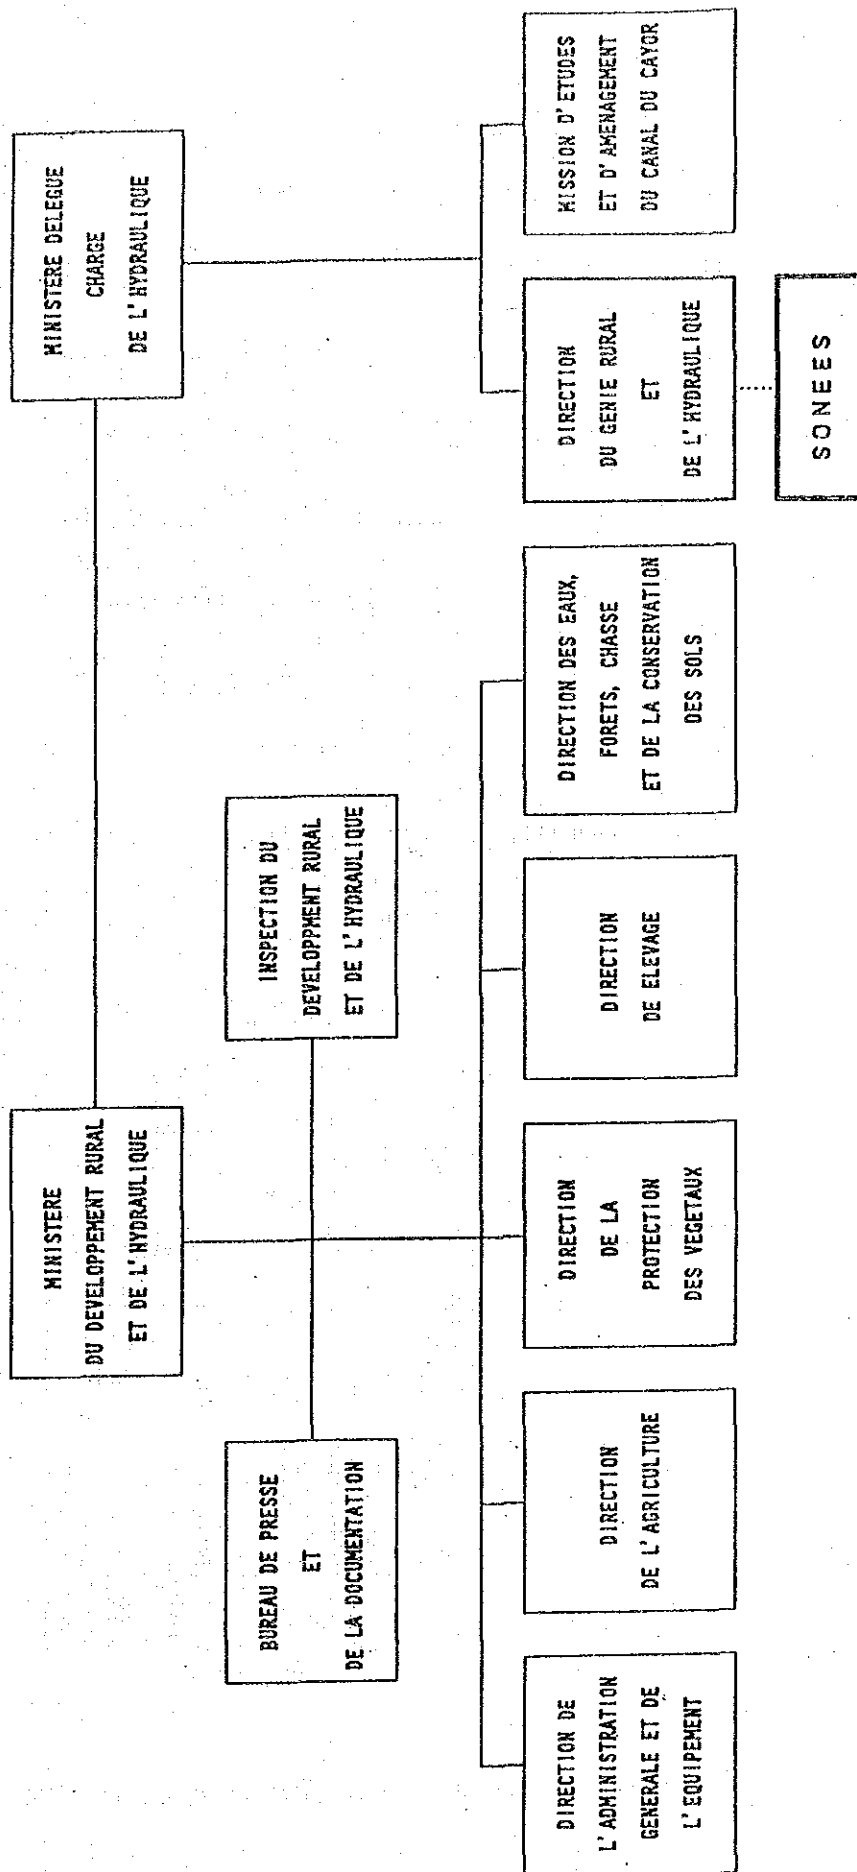 MINISTERE
DU DEVELOPPEMENT RURAL
ET DE L'HYDRAULIQUE
MINISTERE DELEGUE
CHARGE
DE L'HYDRAULIQUE
BUREAU DE PRESSE
ET
DE LA DOCUMENTATION
INSPECTION DU
DEVELOPPMENT RURAL
ET DE L'HYDRAULIQUE
DIRECTION DE
L'ADMINISTRATION
GENERALE ET DE
L'EQUIPEMENT
DIRECTION
DE L'AGRICULTURE
DIRECTION
DE LA
PROTECTION
DES VEGETAUX
DIRECTION
DE ELEVAGE
DIRECTION DES EAUX,
FORETS, CHASSE
ET DE LA CONSERVATION
DES SOLS
DIRECTION
DU GENIE RURAL
ET
DE L'HYDRAULIQUE
MISSION D'ETUDES
ET D'AMENAGEMENT
DU CANAL DU CAYOR
SONEES